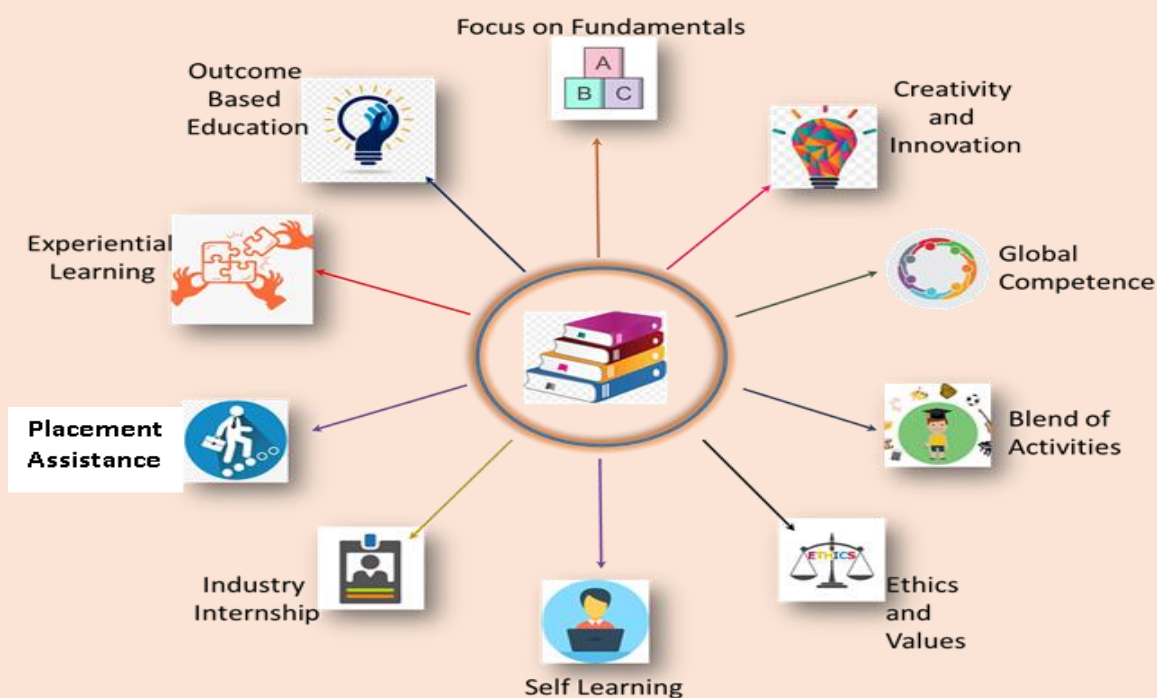 Focus on Fundamentals
A
B C
Outcome
Based
Education
Creativity
and
Innovation
Experiential
Learning
Global
Competence
Placement
Assistance
Blend of
Activities
Industry
Internship
ETHICS
Ethics
and
Values
Self Learning